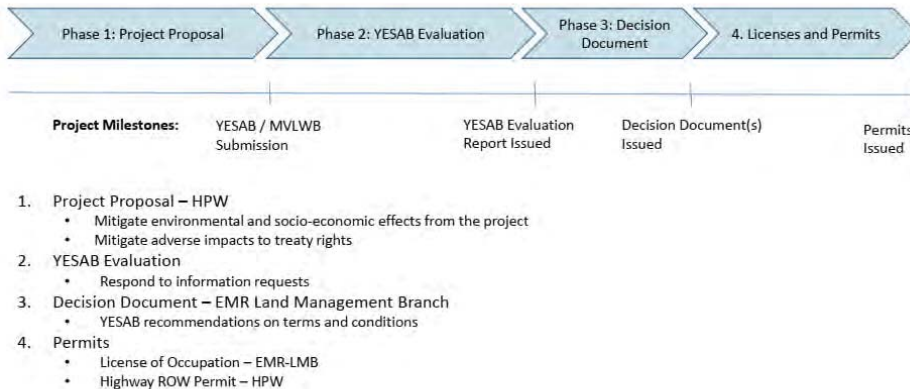 Phase 1: Project Proposal
Phase 2: YESAB Evaluation
Phase 3: Decision
Document
4. Licenses and Permits
Project Milestones:
YESAB / MVLWB
Submission
YESAB Evaluation
Report Issued
Decision Document(s)
Issued
Permits
Issued
1. Project Proposal – HPW
• Mitigate environmental and socio-economic effects from the project
• Mitigate adverse impacts to treaty rights
2. YESAB Evaluation
• Respond to information requests
3. Decision Document – EMR Land Management Branch
• YESAB recommendations on terms and conditions
4. Permits
• License of Occupation – EMR-LMB
• Highway ROW Permit – HPW